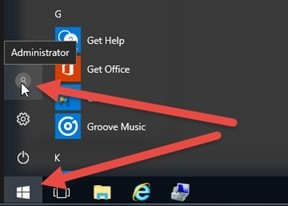 G
Get Help
Administrator
Get Office
G
Groove Music
K